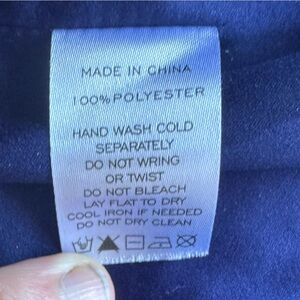 MADE IN CHINA
100%POLYESTER
HAND WASH COLD
SEPARATELY
DO NOT WRING
OR TWIST
DO NOT BLEACH
LAY FLAT TO DRY
COOL IRON IF NEEDED
DO NOT DRY CLEAN